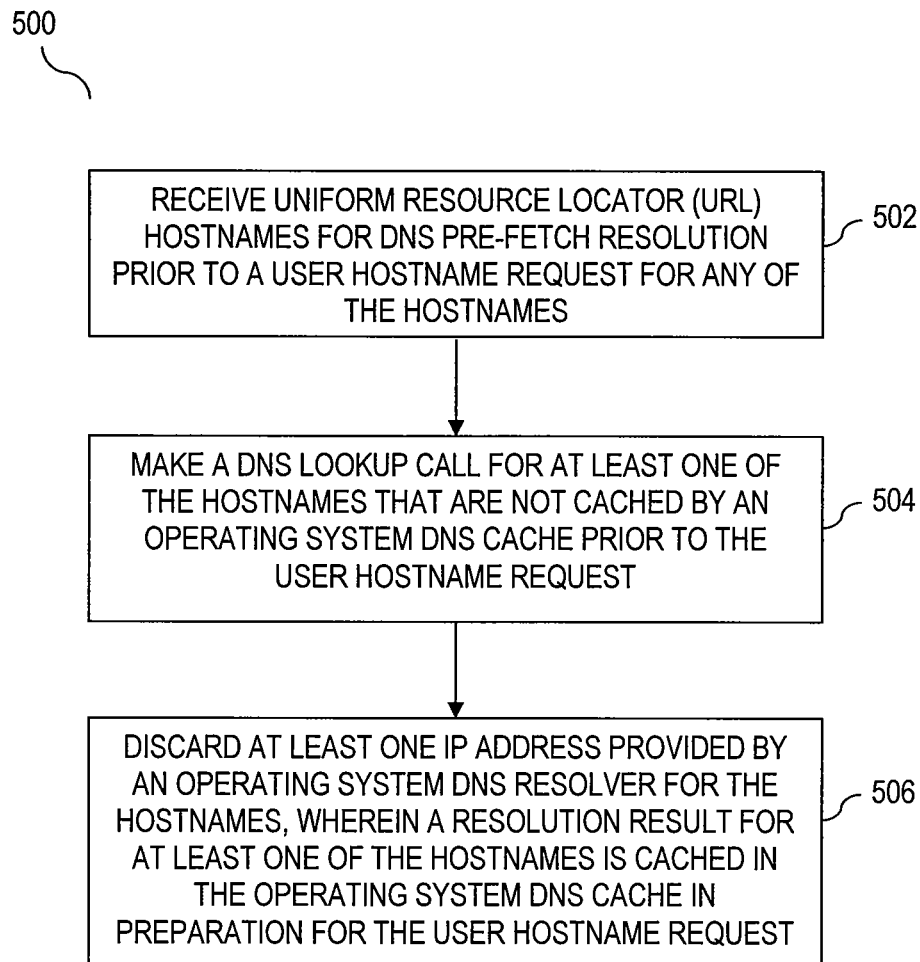 500
RECEIVE UNIFORM RESOURCE LOCATOR (URL)
HOSTNAMES FOR DNS PRE-FETCH RESOLUTION
PRIOR TO A USER HOSTNAME REQUEST FOR ANY OF
THE HOSTNAMES
502
MAKE A DNS LOOKUP CALL FOR AT LEAST ONE OF
THE HOSTNAMES THAT ARE NOT CACHED BY AN
OPERATING SYSTEM DNS CACHE PRIOR TO THE
USER HOSTNAME REQUEST
504
DISCARD AT LEAST ONE IP ADDRESS PROVIDED BY
AN OPERATING SYSTEM DNS RESOLVER FOR THE
HOSTNAMES, WHEREIN A RESOLUTION RESULT FOR
AT LEAST ONE OF THE HOSTNAMES IS CACHED IN
THE OPERATING SYSTEM DNS CACHE IN
PREPARATION FOR THE USER HOSTNAME REQUEST
506